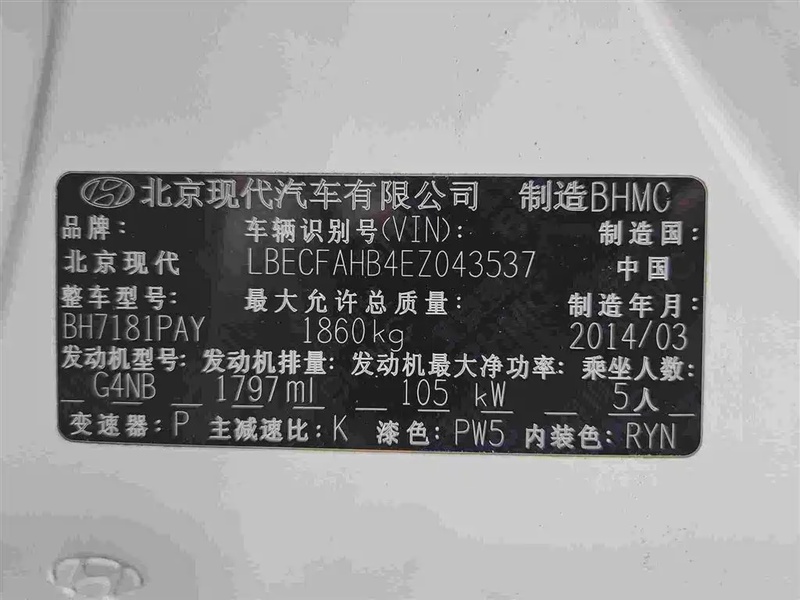 北京现代汽车有限公司 制造BHMC
品牌: 车辆识别号(VIN): 制造国:
北京现代 LBECFAHB4EZ043537 中国
整车型号: 最大允许总质量: 制造年月:
BH7181PAY 1860kg 2014/03
发动机型号: 发动机排量: 发动机最大净功率: 乘坐人数:
G4NB 1797ml 105 kW 5人
变速器: P 主减速比: K 漆色: PW5 内装色: RYN